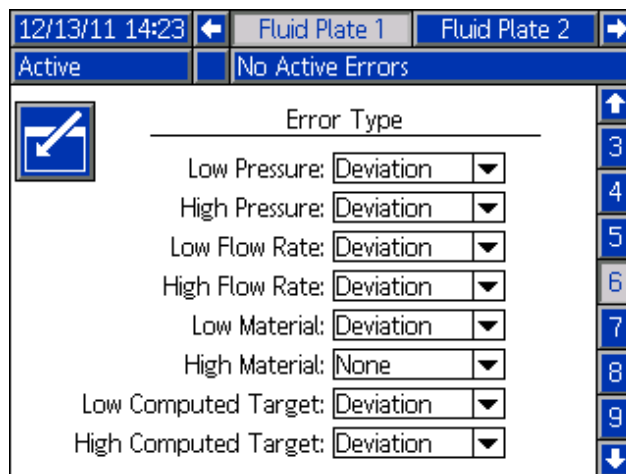 12/13/11 14:23 Fluid Plate 1 Fluid Plate 2
Active No Active Errors
Error Type
Low Pressure: Deviation
High Pressure: Deviation
Low Flow Rate: Deviation
High Flow Rate: Deviation
Low Material: Deviation
High Material: None
Low Computed Target: Deviation
High Computed Target: Deviation
3
4
5
6
7
8
9